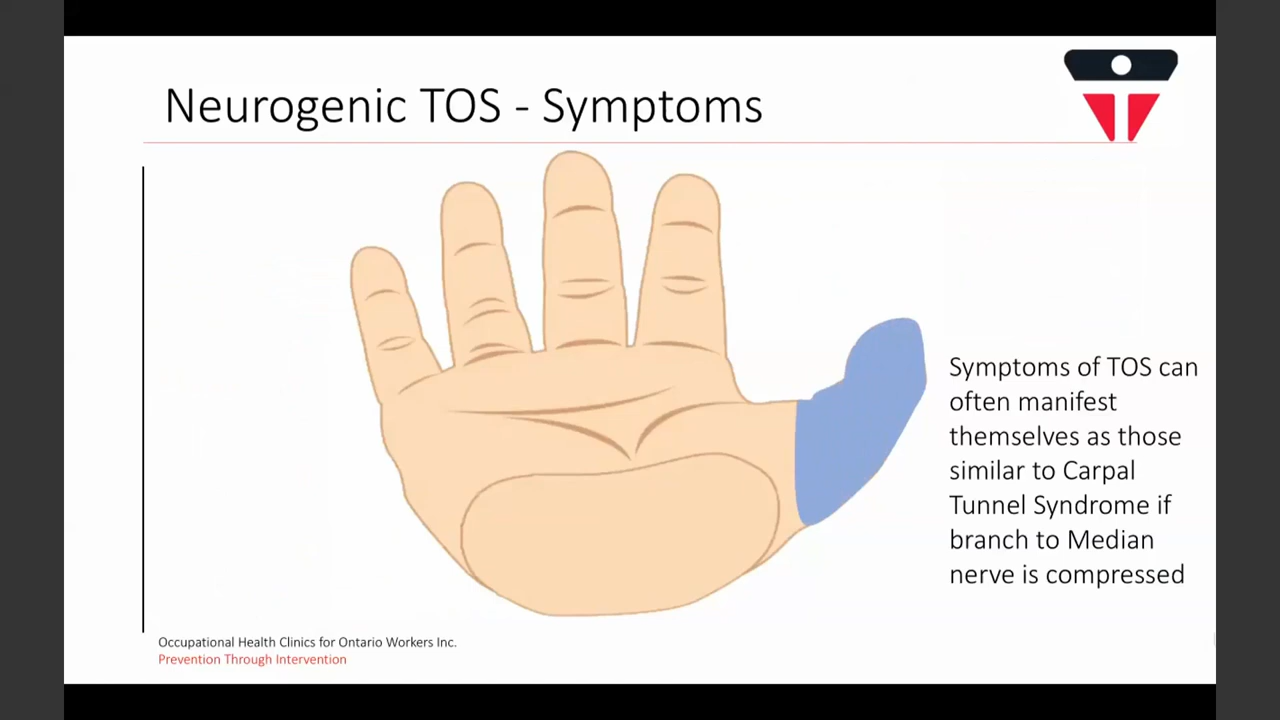 Neurogenic TOS - Symptoms
Symptoms of TOS can
often manifest
themselves as those
similar to Carpal
Tunnel Syndrome if
branch to Median
nerve is compressed
Occupational Health Clinics for Ontario Workers Inc.
Prevention Through Intervention